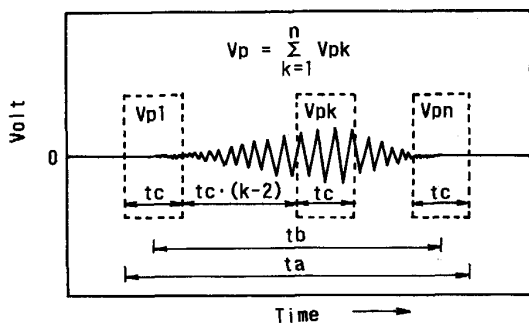 n
Vp = Σ Vpk
k=1
Volt
Vp1 Vpk Vpn
0
tc tc·(k-2) tc tc
tb
ta
Time